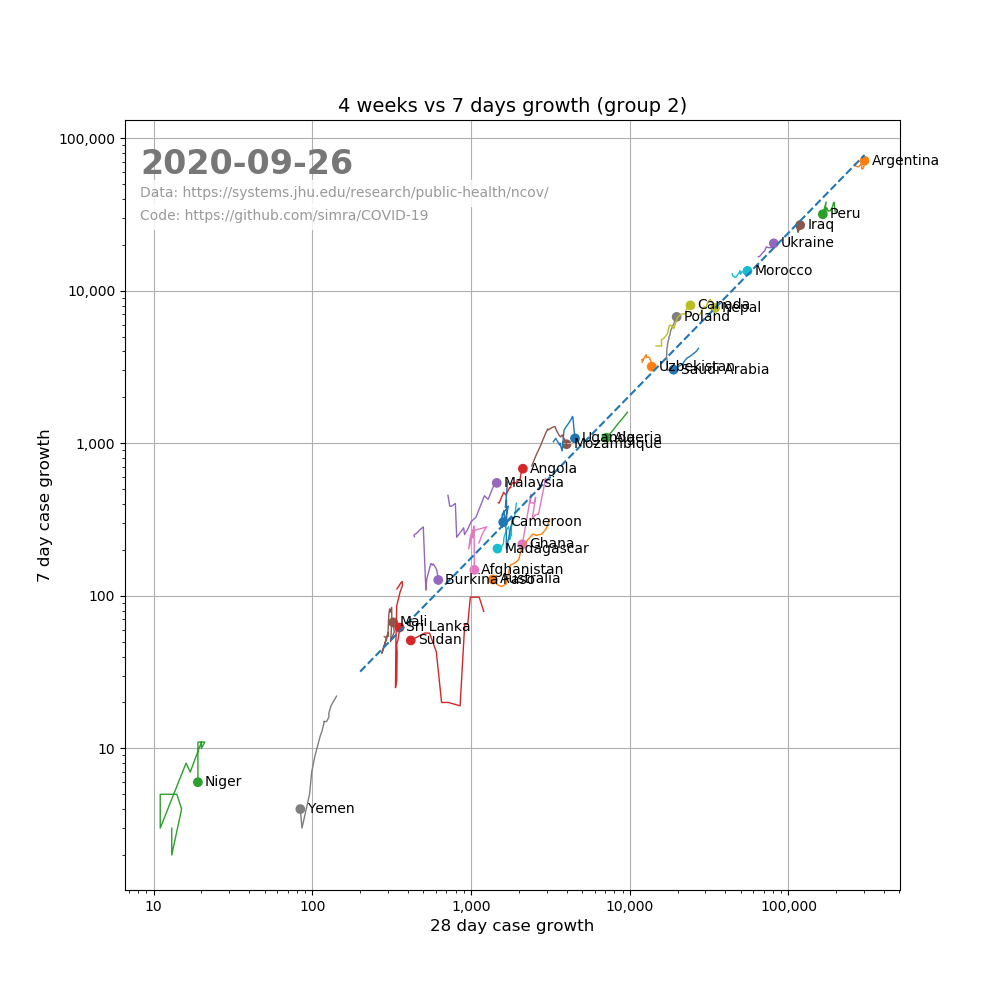 4 weeks vs 7 days growth (group 2)
100,000
2020-09-26
Argentina
Data: https://systems.jhu.edu/research/public-health/ncov/
Code: https://github.com/simra/COVID-19
Peru
Iraq
Ukraine
Morocco
10,000
Canada
Nepal
Poland
Uzbekistan
Saudi Arabia
1,000
Uganda
Algeria
Mozambique
Angola
Malaysia
7 day case growth
Cameroon
Ghana
Madagascar
Afghanistan
Burkina Faso
Australia
100
Mali
Sri Lanka
Sudan
10
Niger
Yemen
10
100
1,000
10,000
100,000
28 day case growth